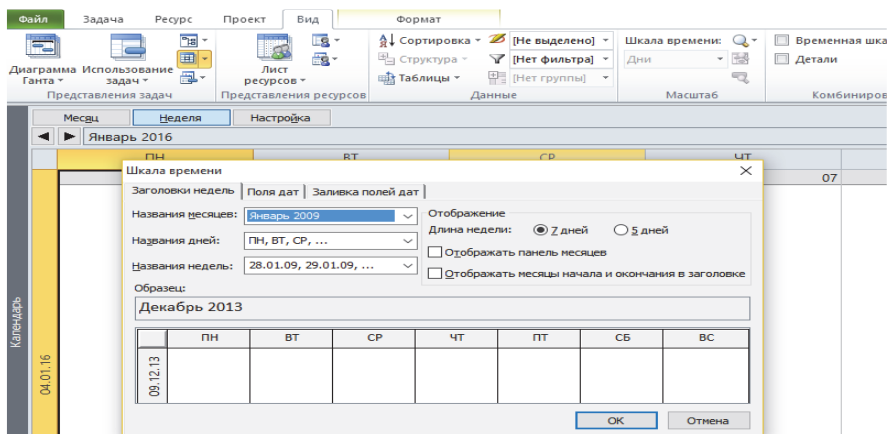 Файл Задача Ресурс Проект Вид Формат
Диаграмма Ганта Использование задач Лист ресурсов Сортировка [Не выделено] Шкала времени: Временная шка
Структура [Нет фильтра] Дни Детали
Таблицы [Нет группы]
Представления задач Представления ресурсов Данные Масштаб Комбиниров
Месяц Неделя Настройка
Январь 2016
ПН ВТ СР ЧТ
07
Календарь
04.01.16
Шкала времени
Заголовки недель Поля дат Заливка полей дат
Названия месяцев: Январь 2009
Названия дней: ПН, ВТ, СР, ...
Названия недель: 28.01.09, 29.01.09, ...
Отображение
Длина недели: 7 дней 5 дней
Отображать панель месяцев
Отображать месяцы начала и окончания в заголовке
Образец:
Декабрь 2013
ПН ВТ СР ЧТ ПТ СБ ВС
09.12.13
ОК Отмена